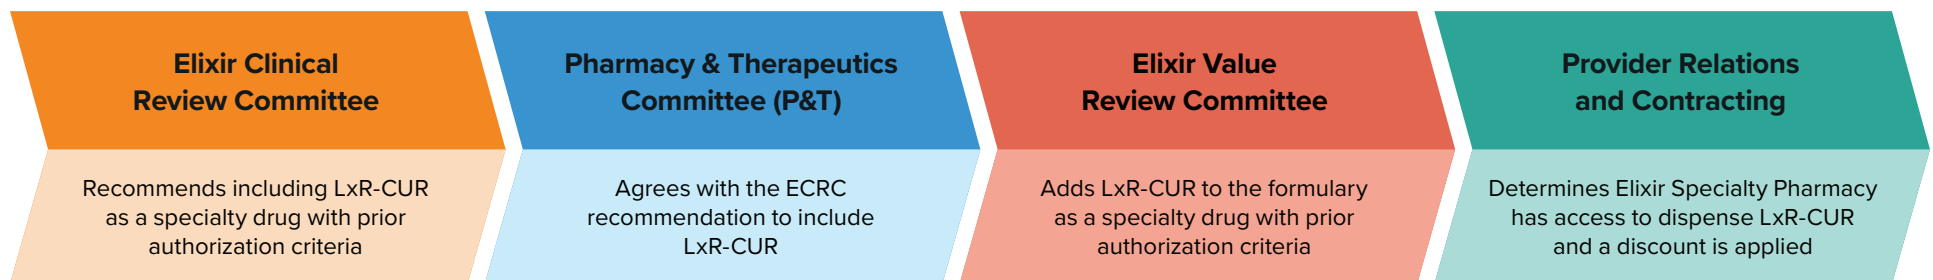 Elixir Clinical
Review Committee
Recommends including LxR-CUR
as a specialty drug with prior
authorization criteria
Pharmacy & Therapeutics
Committee (P&T)
Agrees with the ECRC
recommendation to include
LxR-CUR
Elixir Value
Review Committee
Adds LxR-CUR to the formulary
as a specialty drug with prior
authorization criteria
Provider Relations
and Contracting
Determines Elixir Specialty Pharmacy
has access to dispense LxR-CUR
and a discount is applied